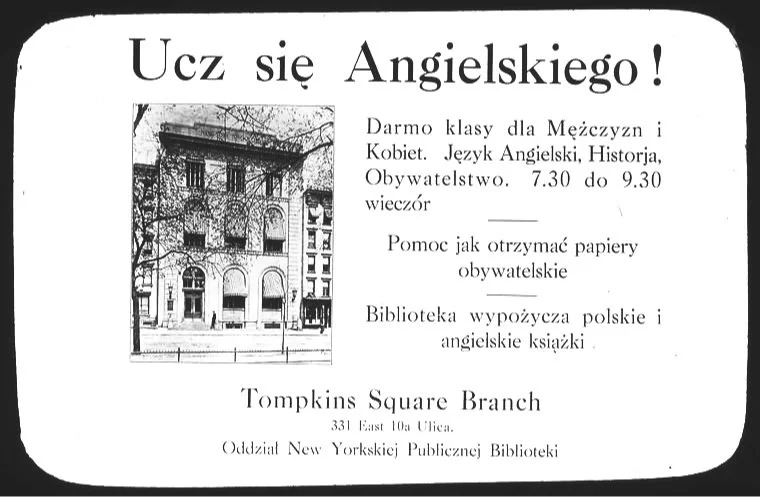 Ucz się Angielskiego!
Darmo klasy dla Mężczyzn i
Kobiet. Język Angielski, Historja,
Obywatelstwo. 7.30 do 9.30
wieczór
Pomoc jak otrzymać papiery
obywatelskie
Biblioteka wypożycza polskie i
angielskie książki
Tompkins Square Branch
331 East 10a Ulica.
Oddział New Yorkskiej Publicznej Biblioteki